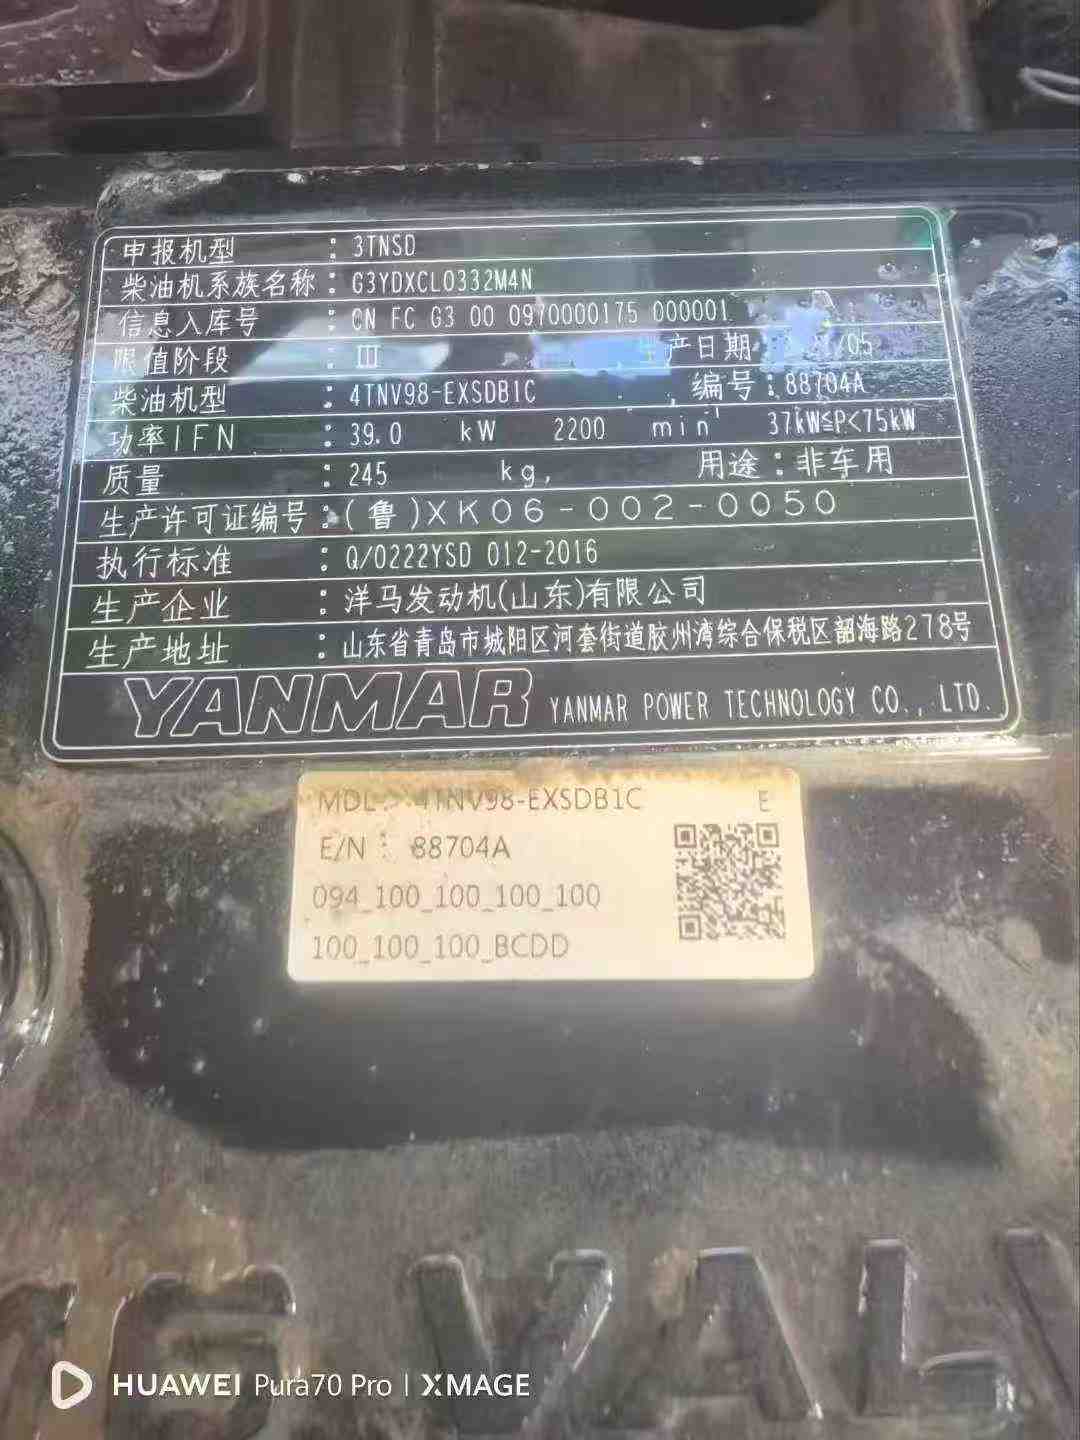 申报机型 : 3TNSD
柴油机系族名称 : G3YDXCL0332M4N
信息入库号 : CN FC G3 00 0970000175 000001
限值阶段 : III 生产日期 : /05
柴油机型 : 4TNV98-EXSDB1C , 编号 : 88704A
功率IFN : 39.0 kW 2200 min⁻¹ 37kW≦P<75kW
质量 : 245 kg, 用途 : 非车用
生产许可证编号 : (鲁)XK06-002-0050
执行标准 : Q/0222YSD 012-2016
生产企业 : 洋马发动机(山东)有限公司
生产地址 : 山东省青岛市城阳区河套街道胶州湾综合保税区韶海路278号
YANMAR YANMAR POWER TECHNOLOGY CO., LTD.
MDL > 4TNV98-EXSDB1C E
E/N : 88704A
094_100_100_100_100
100_100_100_BCDD
16 VAL
HUAWEI Pura70 Pro | XMAGE